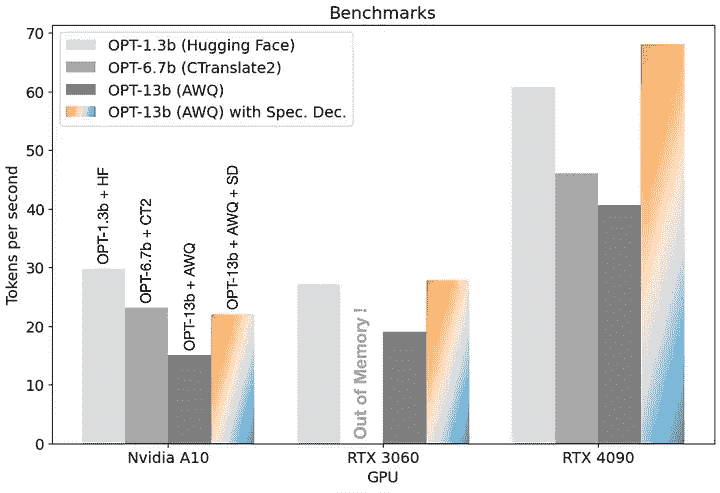 Benchmarks
OPT-1.3b (Hugging Face)
OPT-6.7b (CTranslate2)
OPT-13b (AWQ)
OPT-13b (AWQ) with Spec. Dec.
Tokens per second
70
60
50
40
30
20
10
0
OPT-1.3b + HF
OPT-6.7b + CT2
OPT-13b + AWQ
OPT-13b + AWQ + SD
Out of Memory !
Nvidia A10
RTX 3060
RTX 4090
GPU